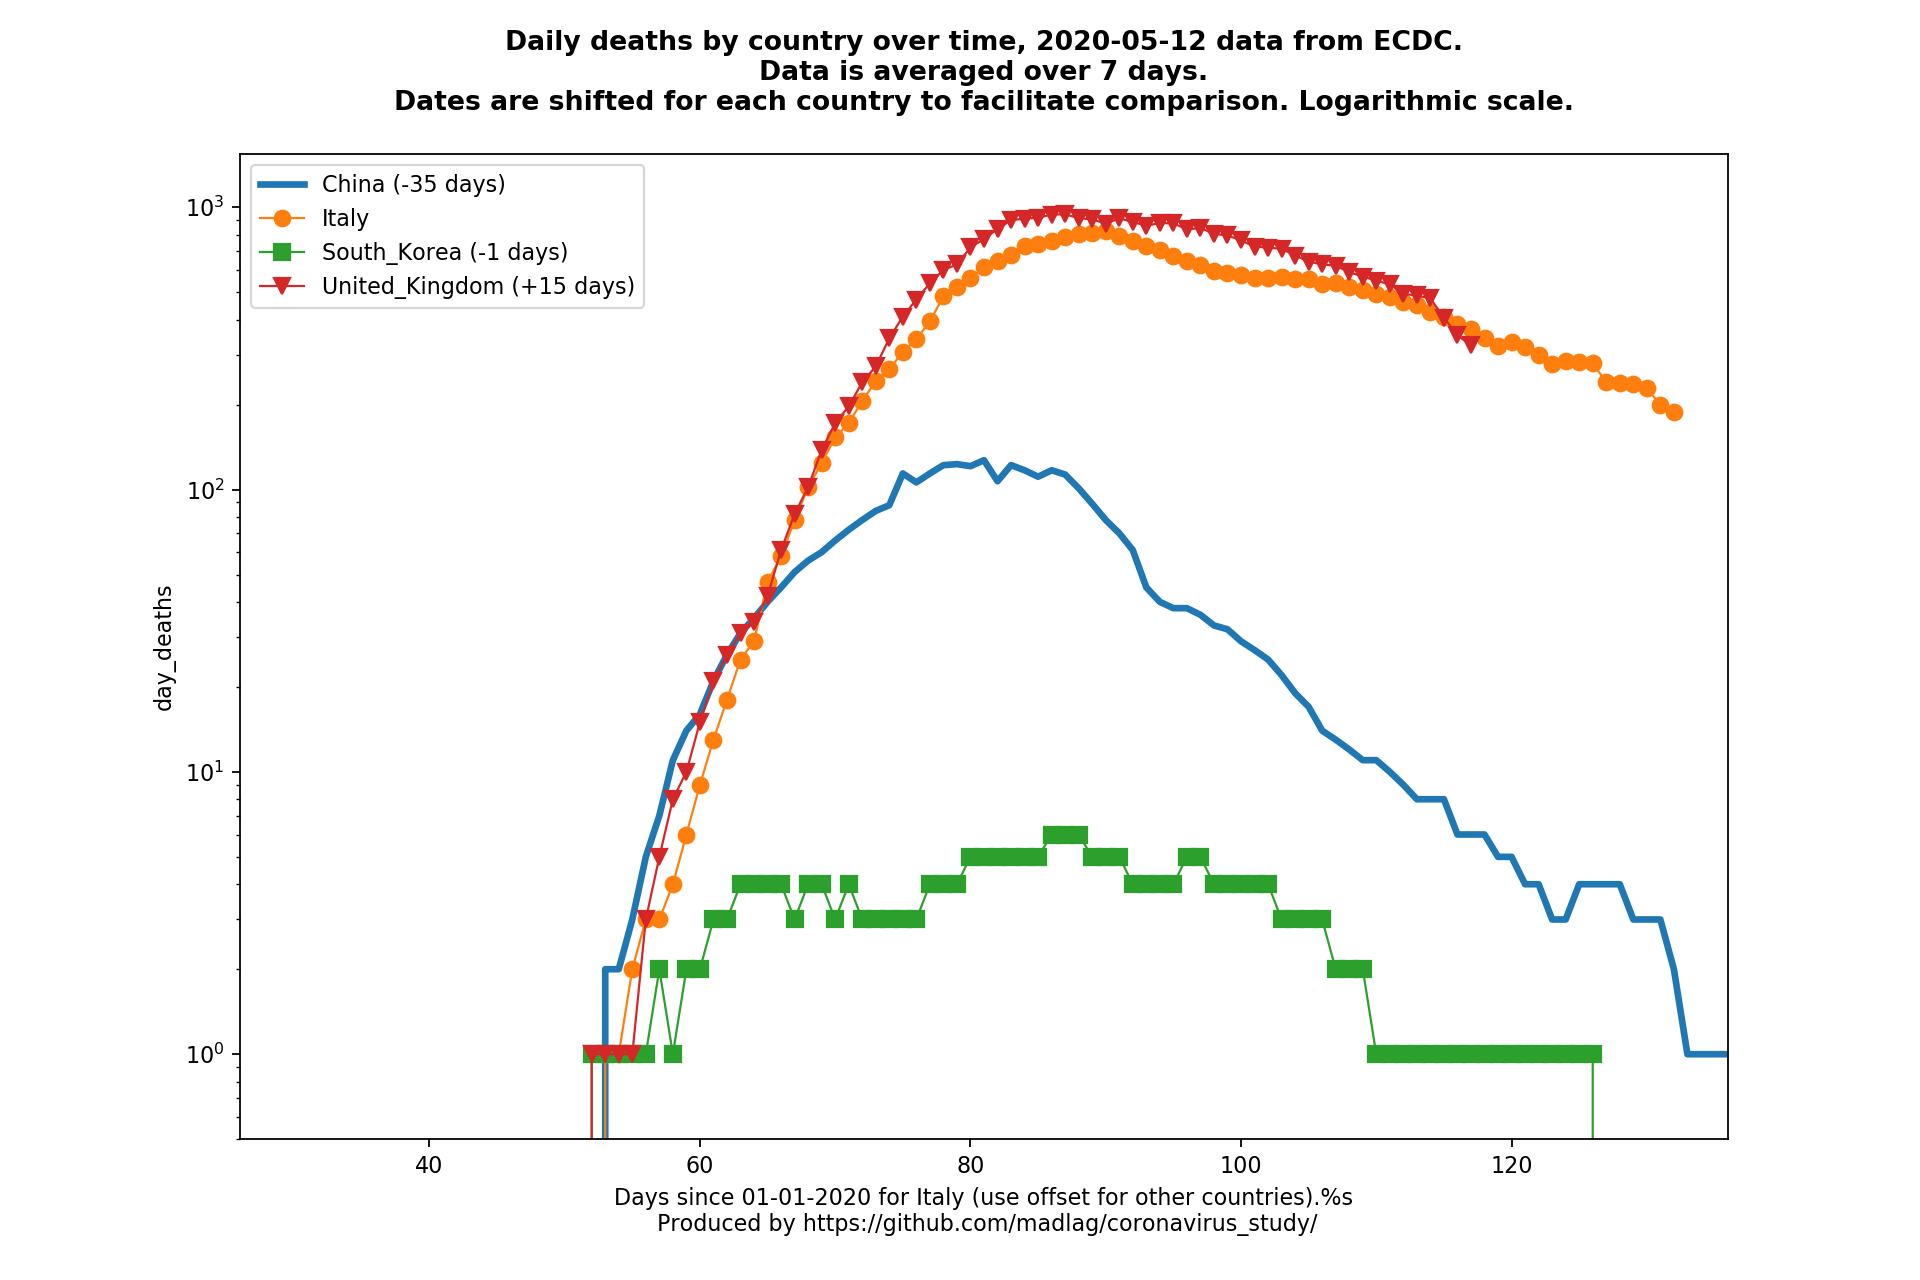 Daily deaths by country over time, 2020-05-12 data from ECDC.
Data is averaged over 7 days.
Dates are shifted for each country to facilitate comparison. Logarithmic scale.
China (-35 days)
Italy
South_Korea (-1 days)
United_Kingdom (+15 days)
10³
10²
10¹
10⁰
day_deaths
40 60 80 100 120
Days since 01-01-2020 for Italy (use offset for other countries).%s
Produced by https://github.com/madlag/coronavirus_study/